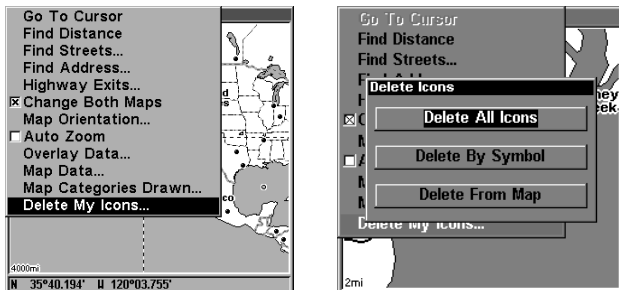 Go To Cursor
Find Distance
Find Streets...
Find Address...
Highway Exits...
Change Both Maps
Map Orientation...
Auto Zoom
Overlay Data...
Map Data...
Map Categories Drawn...
Delete My Icons...
4000mi
N 35°40.194' W 120°03.755'
Go To Cursor
Find Distance
Find Streets...
Delete Icons
Delete All Icons
Delete By Symbol
Delete From Map
Delete My Icons...
2mi